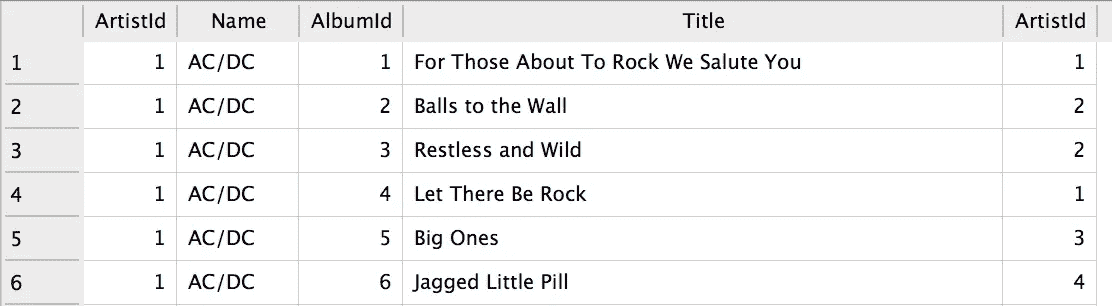 ArtistId Name AlbumId Title ArtistId
1 1 AC/DC 1 For Those About To Rock We Salute You 1
2 1 AC/DC 2 Balls to the Wall 2
3 1 AC/DC 3 Restless and Wild 2
4 1 AC/DC 4 Let There Be Rock 1
5 1 AC/DC 5 Big Ones 3
6 1 AC/DC 6 Jagged Little Pill 4